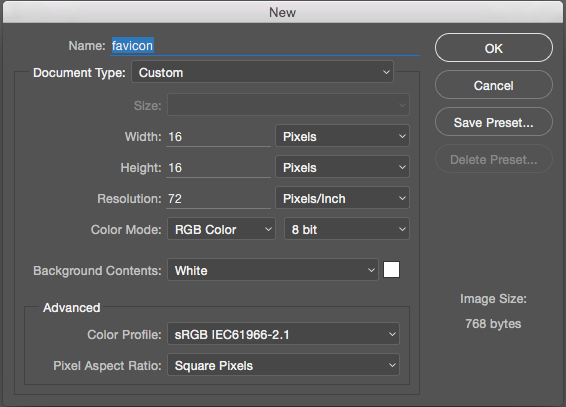 New
Name: favicon
OK
Document Type: Custom
Cancel
Size:
Width: 16 Pixels
Save Preset...
Height: 16 Pixels
Delete Preset...
Resolution: 72 Pixels/Inch
Color Mode: RGB Color 8 bit
Background Contents: White
Advanced
Image Size:
768 bytes
Color Profile: sRGB IEC61966-2.1
Pixel Aspect Ratio: Square Pixels